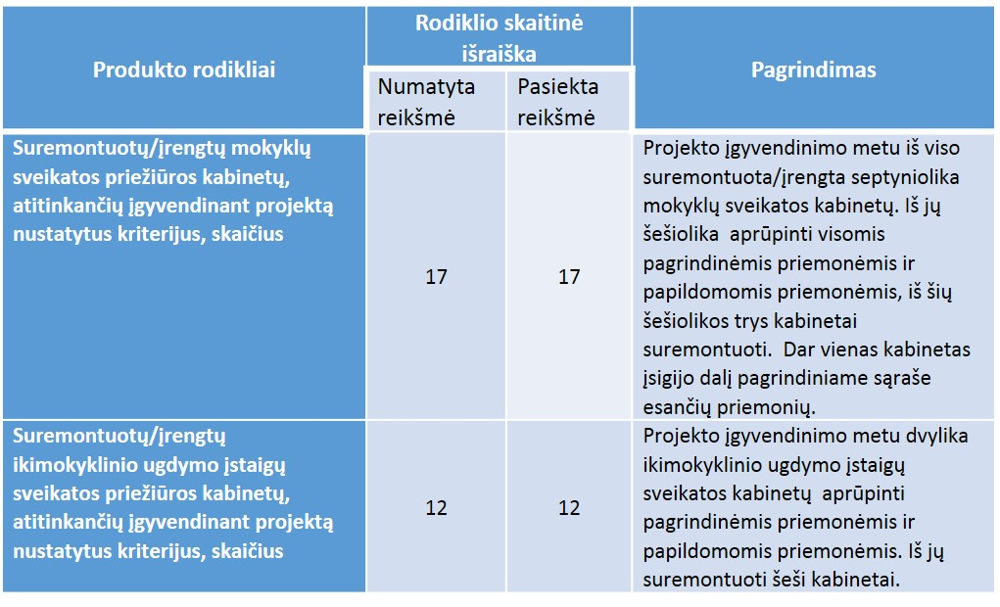 Produkto rodikliai
Rodiklio skaitinė
išraiška
Pagrindimas
Numatyta
reikšmė
Pasiekta
reikšmė
Suremontuotų/įrengtų mokyklų
sveikatos priežiūros kabinetų,
atitinkančių įgyvendinant projektą
nustatytus kriterijus, skaičius
17
17
Projekto įgyvendinimo metu iš viso
suremontuota/įrengta septyniolika
mokyklų sveikatos kabinetų. Iš jų
šešiolika aprūpinti visomis
pagrindinėmis priemonėmis ir
papildomomis priemonėmis, iš šių
šešiolikos trys kabinetai
suremontuoti. Dar vienas kabinetas
įsigijo dalį pagrindiniame sąraše
esančių priemonių.
Suremontuotų/įrengtų
ikimokyklinio ugdymo įstaigų
sveikatos priežiūros kabinetų,
atitinkančių įgyvendinant projektą
nustatytus kriterijus, skaičius
12
12
Projekto įgyvendinimo metu dvylika
ikimokyklinio ugdymo įstaigų
sveikatos kabinetų aprūpinti
pagrindinėmis priemonėmis ir
papildomomis priemonėmis. Iš jų
suremontuoti šeši kabinetai.